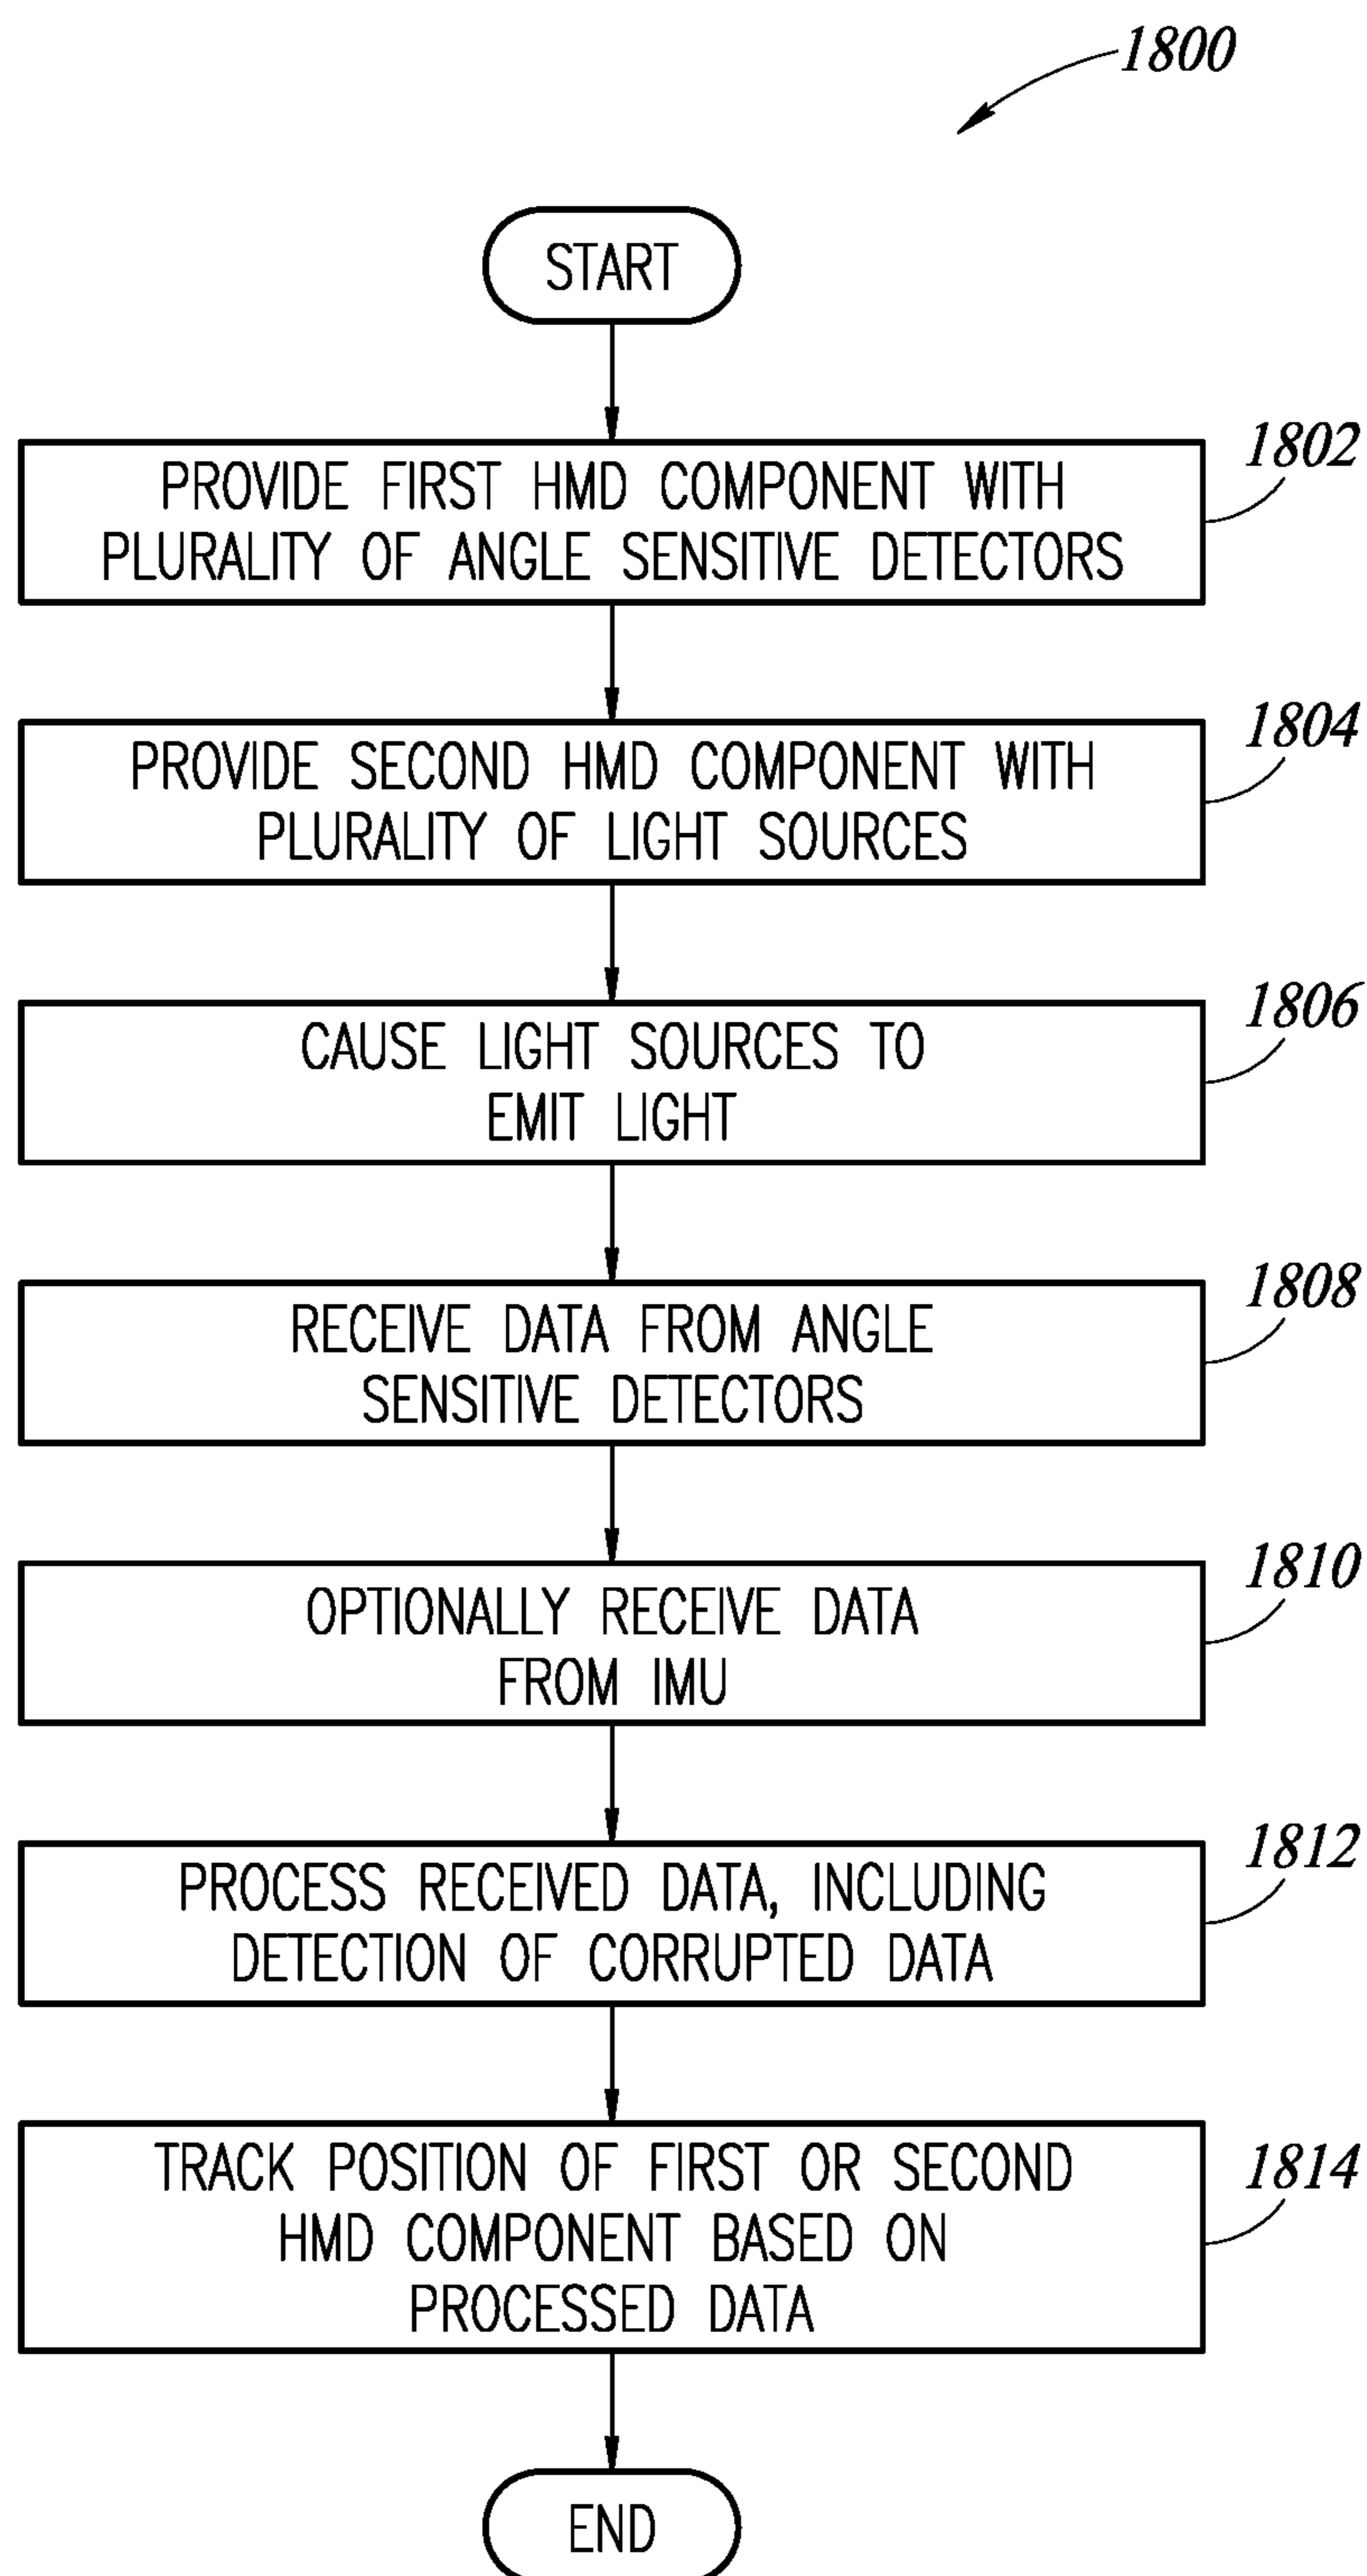 1800
START
PROVIDE FIRST HMD COMPONENT WITH
PLURALITY OF ANGLE SENSITIVE DETECTORS
1802
PROVIDE SECOND HMD COMPONENT WITH
PLURALITY OF LIGHT SOURCES
1804
CAUSE LIGHT SOURCES TO
EMIT LIGHT
1806
RECEIVE DATA FROM ANGLE
SENSITIVE DETECTORS
1808
OPTIONALLY RECEIVE DATA
FROM IMU
1810
PROCESS RECEIVED DATA, INCLUDING
DETECTION OF CORRUPTED DATA
1812
TRACK POSITION OF FIRST OR SECOND
HMD COMPONENT BASED ON
PROCESSED DATA
1814
END